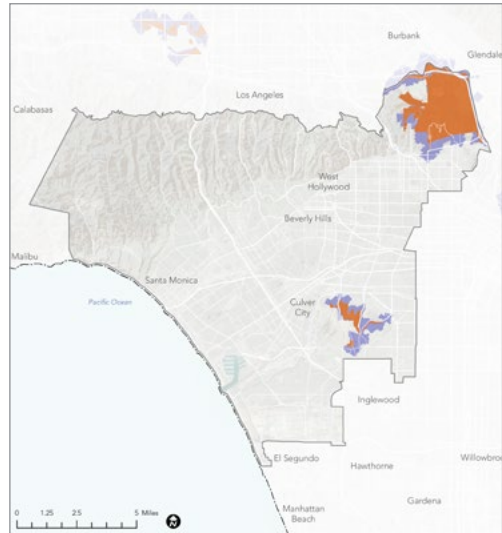 Burbank
Glendale
Los Angeles
Calabasas
West
Hollywood
Beverly Hills
Malibu
Santa Monica
Pacific Ocean
Culver
City
Inglewood
El Segundo
Willowbro
Hawthorne
Gardena
Manhattan
Beach
0 1.25 2.5 5 Miles
N